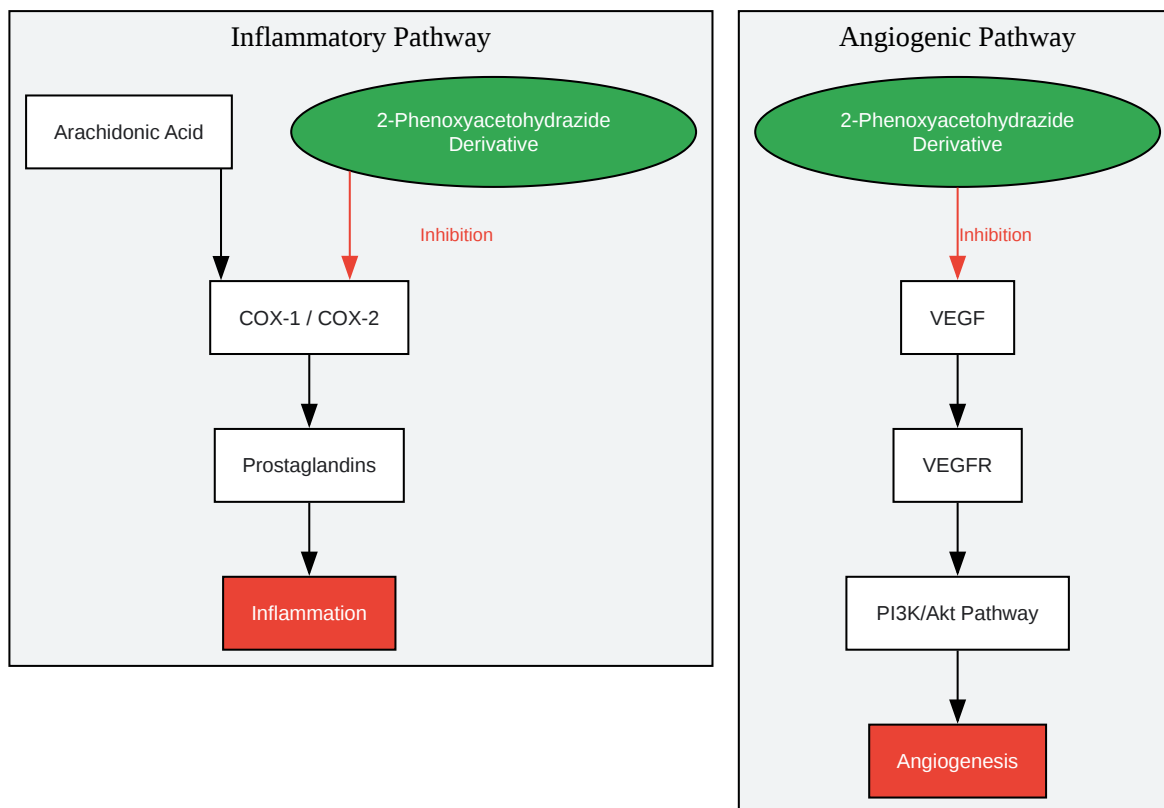 Inflammatory Pathway
Arachidonic Acid
2-Phenoxyacetohydrazide
Derivative
Inhibition
COX-1 / COX-2
Prostaglandins
Inflammation
Angiogenic Pathway
2-Phenoxyacetohydrazide
Derivative
Inhibition
VEGF
VEGFR
PI3K/Akt Pathway
Angiogenesis